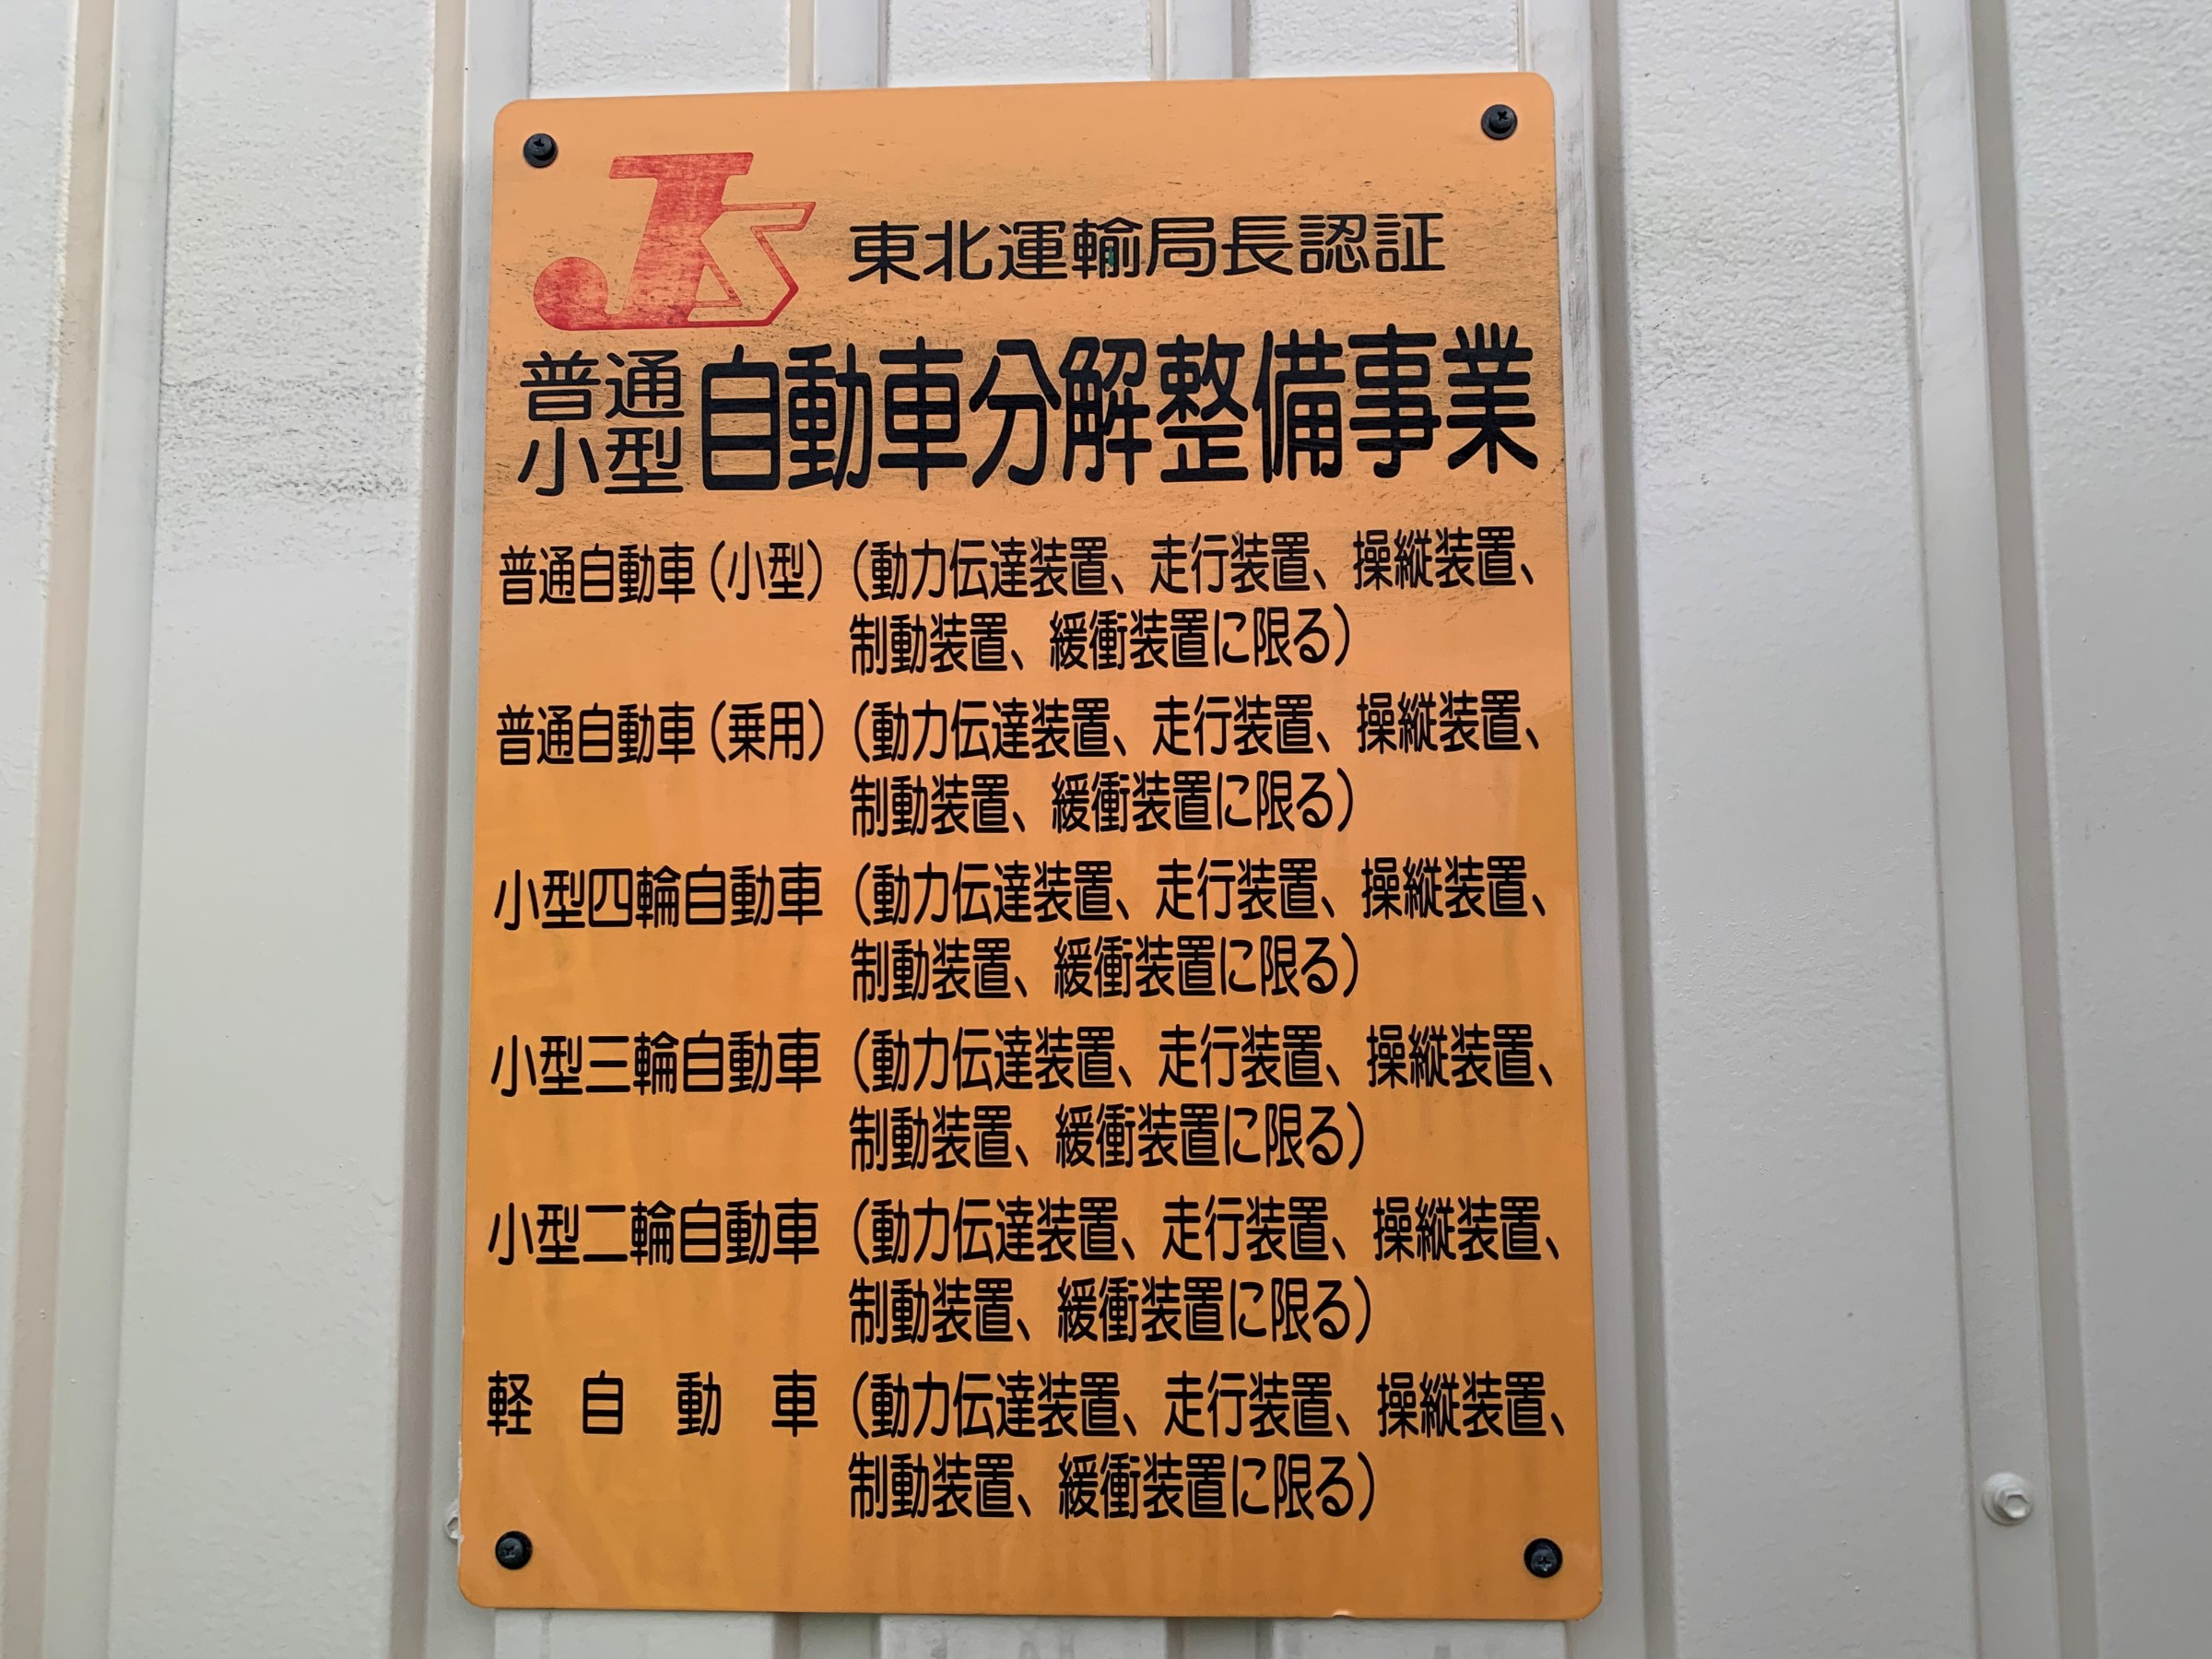 JS
東北運輸局長認証
普通
小型
自動車分解整備事業
普通自動車(小型)(動力伝達装置、走行装置、操縦装置、
制動装置、緩衝装置に限る)
普通自動車(乗用)(動力伝達装置、走行装置、操縦装置、
制動装置、緩衝装置に限る)
小型四輪自動車(動力伝達装置、走行装置、操縦装置、
制動装置、緩衝装置に限る)
小型三輪自動車(動力伝達装置、走行装置、操縦装置、
制動装置、緩衝装置に限る)
小型二輪自動車(動力伝達装置、走行装置、操縦装置、
制動装置、緩衝装置に限る)
軽自動車(動力伝達装置、走行装置、操縦装置、
制動装置、緩衝装置に限る)